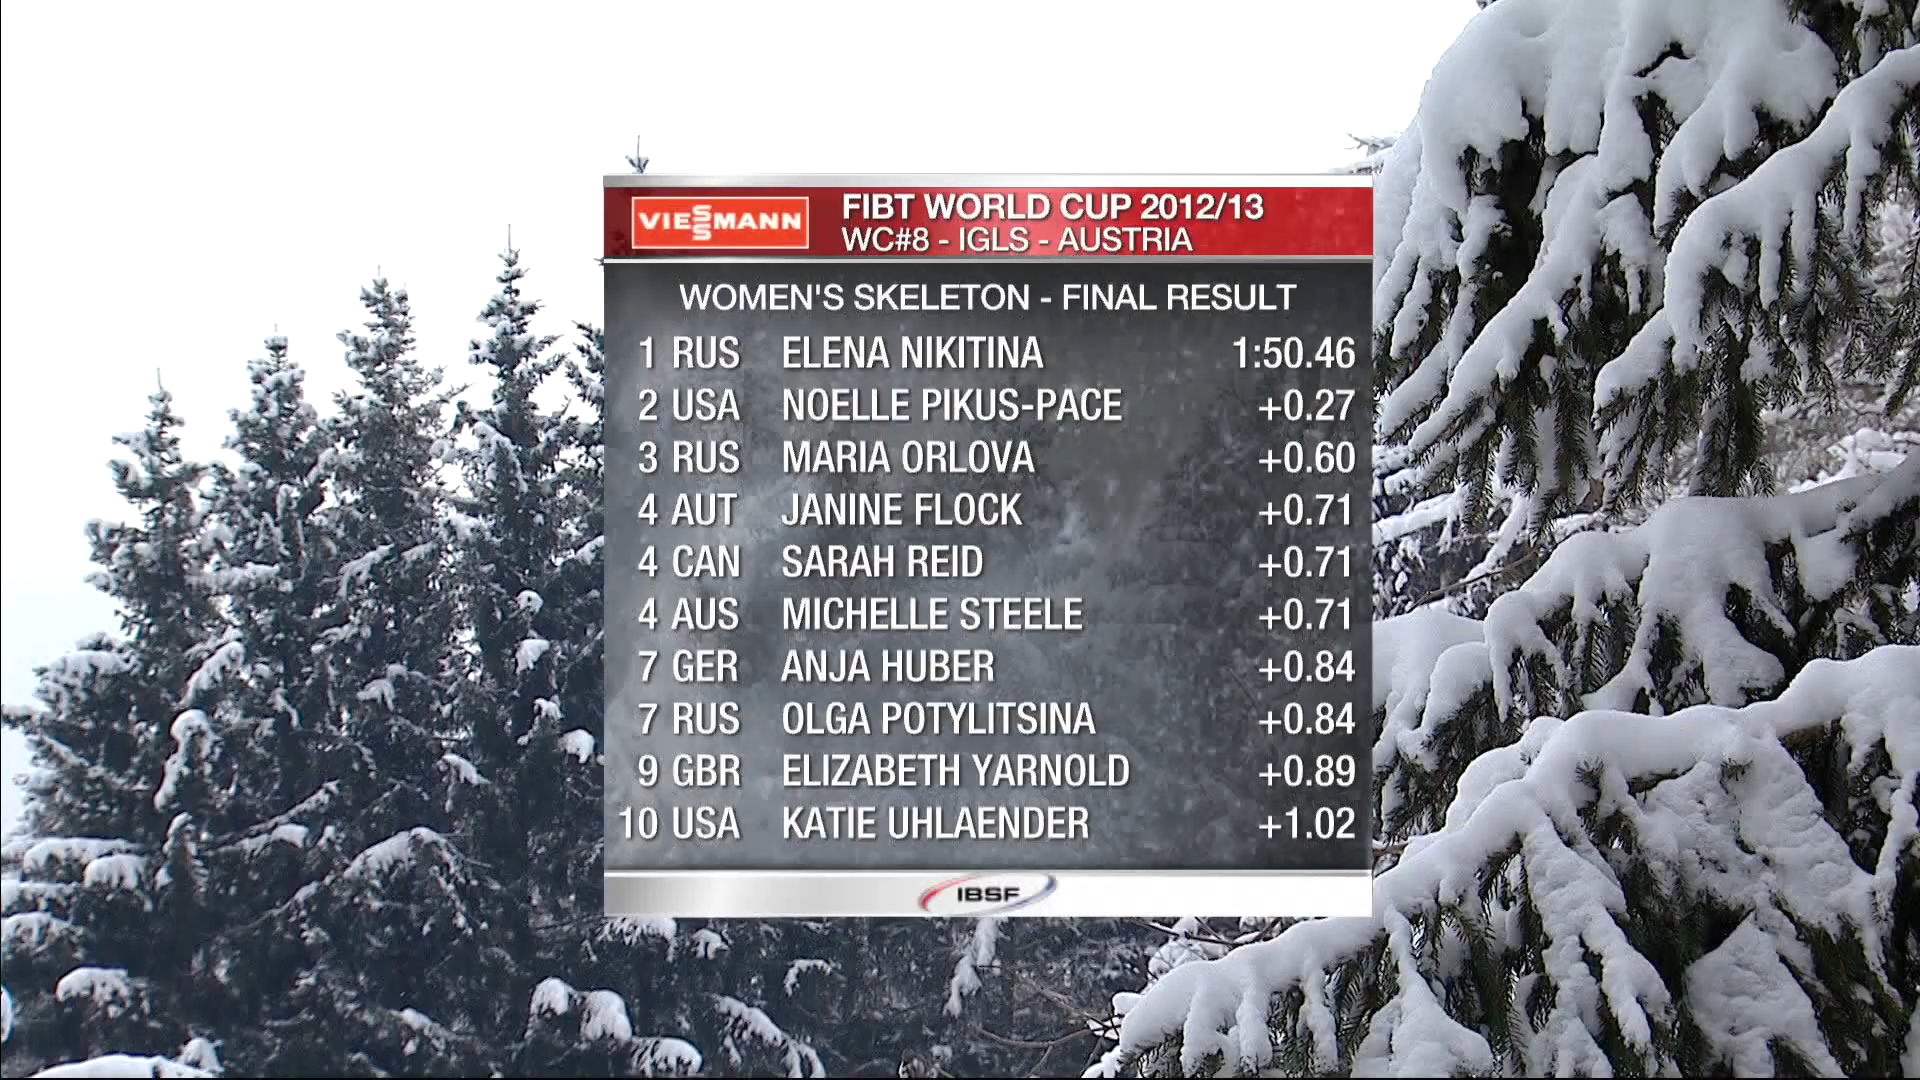 VIESSMANN
FIBT WORLD CUP 2012/13
WC#8 - IGLS - AUSTRIA
WOMEN'S SKELETON - FINAL RESULT
1 RUS ELENA NIKITINA 1:50.46
2 USA NOELLE PIKUS-PACE +0.27
3 RUS MARIA ORLOVA +0.60
4 AUT JANINE FLOCK +0.71
4 CAN SARAH REID +0.71
4 AUS MICHELLE STEELE +0.71
7 GER ANJA HUBER +0.84
7 RUS OLGA POTYLITSINA +0.84
9 GBR ELIZABETH YARNOLD +0.89
10 USA KATIE UHLAENDER +1.02
IBSF